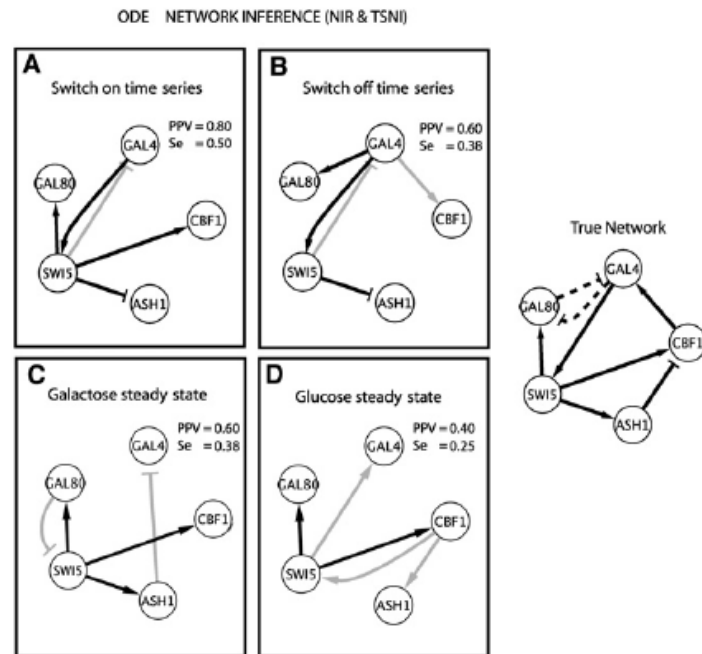 ODE NETWORK INFERENCE (NIR & TSNI)
A
Switch on time series
PPV = 0.80
Se = 0.50
GAL4
GAL80
CBF1
SWI5
ASH1
B
Switch off time series
PPV = 0.60
Se = 0.38
GAL4
GAL80
CBF1
SWI5
ASH1
True Network
GAL4
GAL80
CBF1
SWI5
ASH1
C
Galactose steady state
PPV = 0.60
Se = 0.38
GAL4
GAL80
CBF1
SWI5
ASH1
D
Glucose steady state
PPV = 0.40
Se = 0.25
GAL4
GAL80
CBF1
SWI5
ASH1